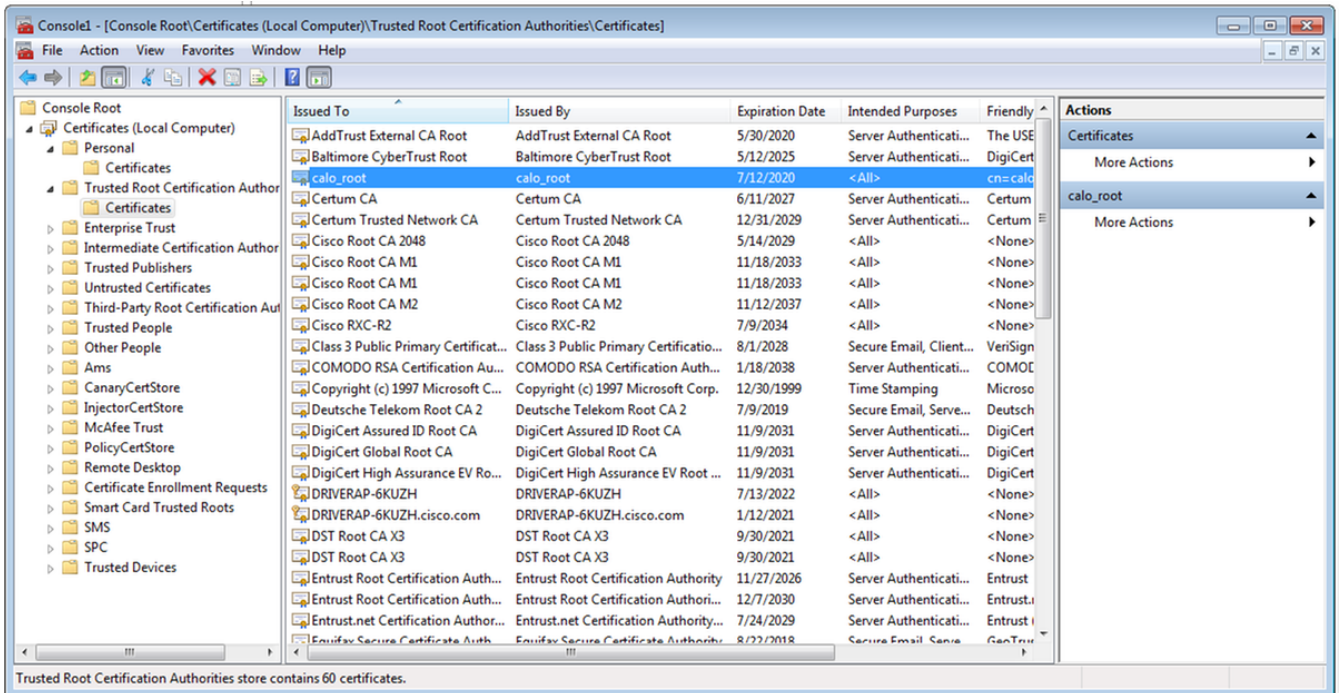 Console1 - [Console Root\Certificates (Local Computer)\Trusted Root Certification Authorities\Certificates]
File Action View Favorites Window Help
Console Root
Certificates (Local Computer)
Personal
Certificates
Trusted Root Certification Author
Certificates
Enterprise Trust
Intermediate Certification Author
Trusted Publishers
Untrusted Certificates
Third-Party Root Certification Aut
Trusted People
Other People
Ams
CanaryCertStore
InjectorCertStore
McAfee Trust
PolicyCertStore
Remote Desktop
Certificate Enrollment Requests
Smart Card Trusted Roots
SMS
SPC
Trusted Devices
Issued To Issued By Expiration Date Intended Purposes Friendly
AddTrust External CA Root AddTrust External CA Root 5/30/2020 Server Authenticati... The USE
Baltimore CyberTrust Root Baltimore CyberTrust Root 5/12/2025 Server Authenticati... DigiCert
calo_root calo_root 7/12/2020 <All> cn=calo
Certum CA Certum CA 6/11/2027 Server Authenticati... Certum
Certum Trusted Network CA Certum Trusted Network CA 12/31/2029 Server Authenticati... Certum
Cisco Root CA 2048 Cisco Root CA 2048 5/14/2029 <All> <None>
Cisco Root CA M1 Cisco Root CA M1 11/18/2033 <All> <None>
Cisco Root CA M1 Cisco Root CA M1 11/18/2033 <All> <None>
Cisco Root CA M2 Cisco Root CA M2 11/12/2037 <All> <None>
Cisco RXC-R2 Cisco RXC-R2 7/9/2034 <All> <None>
Class 3 Public Primary Certificat... Class 3 Public Primary Certificatio... 8/1/2028 Secure Email, Client... VeriSign
COMODO RSA Certification Au... COMODO RSA Certification Auth... 1/18/2038 Server Authenticati... COMOD
Copyright (c) 1997 Microsoft C... Copyright (c) 1997 Microsoft Corp. 12/30/1999 Time Stamping Microso
Deutsche Telekom Root CA 2 Deutsche Telekom Root CA 2 7/9/2019 Secure Email, Serve... Deutsch
DigiCert Assured ID Root CA DigiCert Assured ID Root CA 11/9/2031 Server Authenticati... DigiCert
DigiCert Global Root CA DigiCert Global Root CA 11/9/2031 Server Authenticati... DigiCert
DigiCert High Assurance EV Ro... DigiCert High Assurance EV Root ... 11/9/2031 Server Authenticati... DigiCert
DRIVERAP-6KUZH DRIVERAP-6KUZH 7/13/2022 <All> <None>
DRIVERAP-6KUZH.cisco.com DRIVERAP-6KUZH.cisco.com 1/12/2021 <All> <None>
DST Root CA X3 DST Root CA X3 9/30/2021 <All> <None>
DST Root CA X3 DST Root CA X3 9/30/2021 <All> <None>
Entrust Root Certification Auth... Entrust Root Certification Authority 11/27/2026 Server Authenticati... Entrust
Entrust Root Certification Auth... Entrust Root Certification Authori... 12/7/2030 Server Authenticati... Entrust.
Entrust.net Certification Author... Entrust.net Certification Authority... 7/24/2029 Server Authenticati... Entrust
Equifax Secure Certificate Auth Equifax Secure Certificate Authority 8/22/2018 Secure Email, Serve GeoTrus
Actions
Certificates
More Actions
calo_root
More Actions
Trusted Root Certification Authorities store contains 60 certificates.